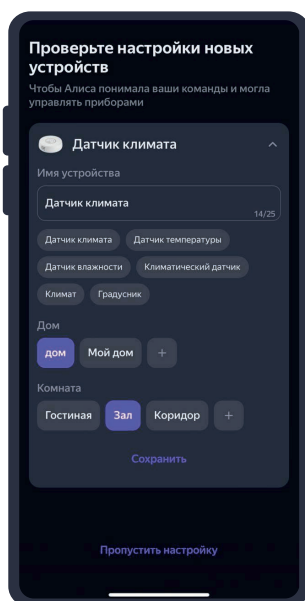 Проверьте настройки новых
устройств
Чтобы Алиса понимала ваши команды и могла
управлять приборами
Датчик климата
Имя устройства
Датчик климата
14/25
Датчик климата Датчик температуры
Датчик влажности Климатический датчик
Климат Градусник
Дом
дом Мой дом +
Комната
Гостиная Зал Коридор +
Сохранить
Пропустить настройку